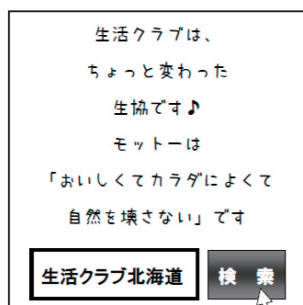 生活クラブは、
ちょっと変わった
生協です♪
モットーは
「おいしくてカラダによくて
自然を壊さない」です
生活クラブ北海道
検 索